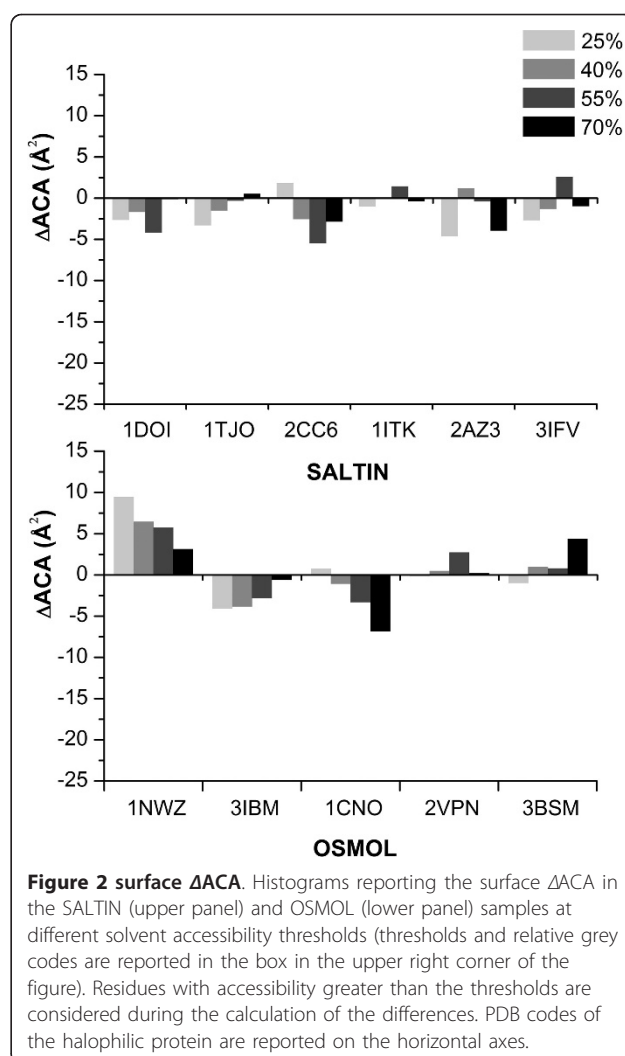 25%
40%
55%
70%
15
10
5
0
-5
-10
-15
-20
-25
ΔACA (Å²)
1DOI 1TJO 2CC6 1ITK 2AZ3 3IFV
SALTIN
15
10
5
0
-5
-10
-15
-20
-25
ΔACA (Å²)
1NWZ 3IBM 1CNO 2VPN 3BSM
OSMOL
Figure 2 surface ΔACA. Histograms reporting the surface ΔACA in
the SALTIN (upper panel) and OSMOL (lower panel) samples at
different solvent accessibility thresholds (thresholds and relative grey
codes are reported in the box in the upper right corner of the
figure). Residues with accessibility greater than the thresholds are
considered during the calculation of the differences. PDB codes of
the halophilic protein are reported on the horizontal axes.